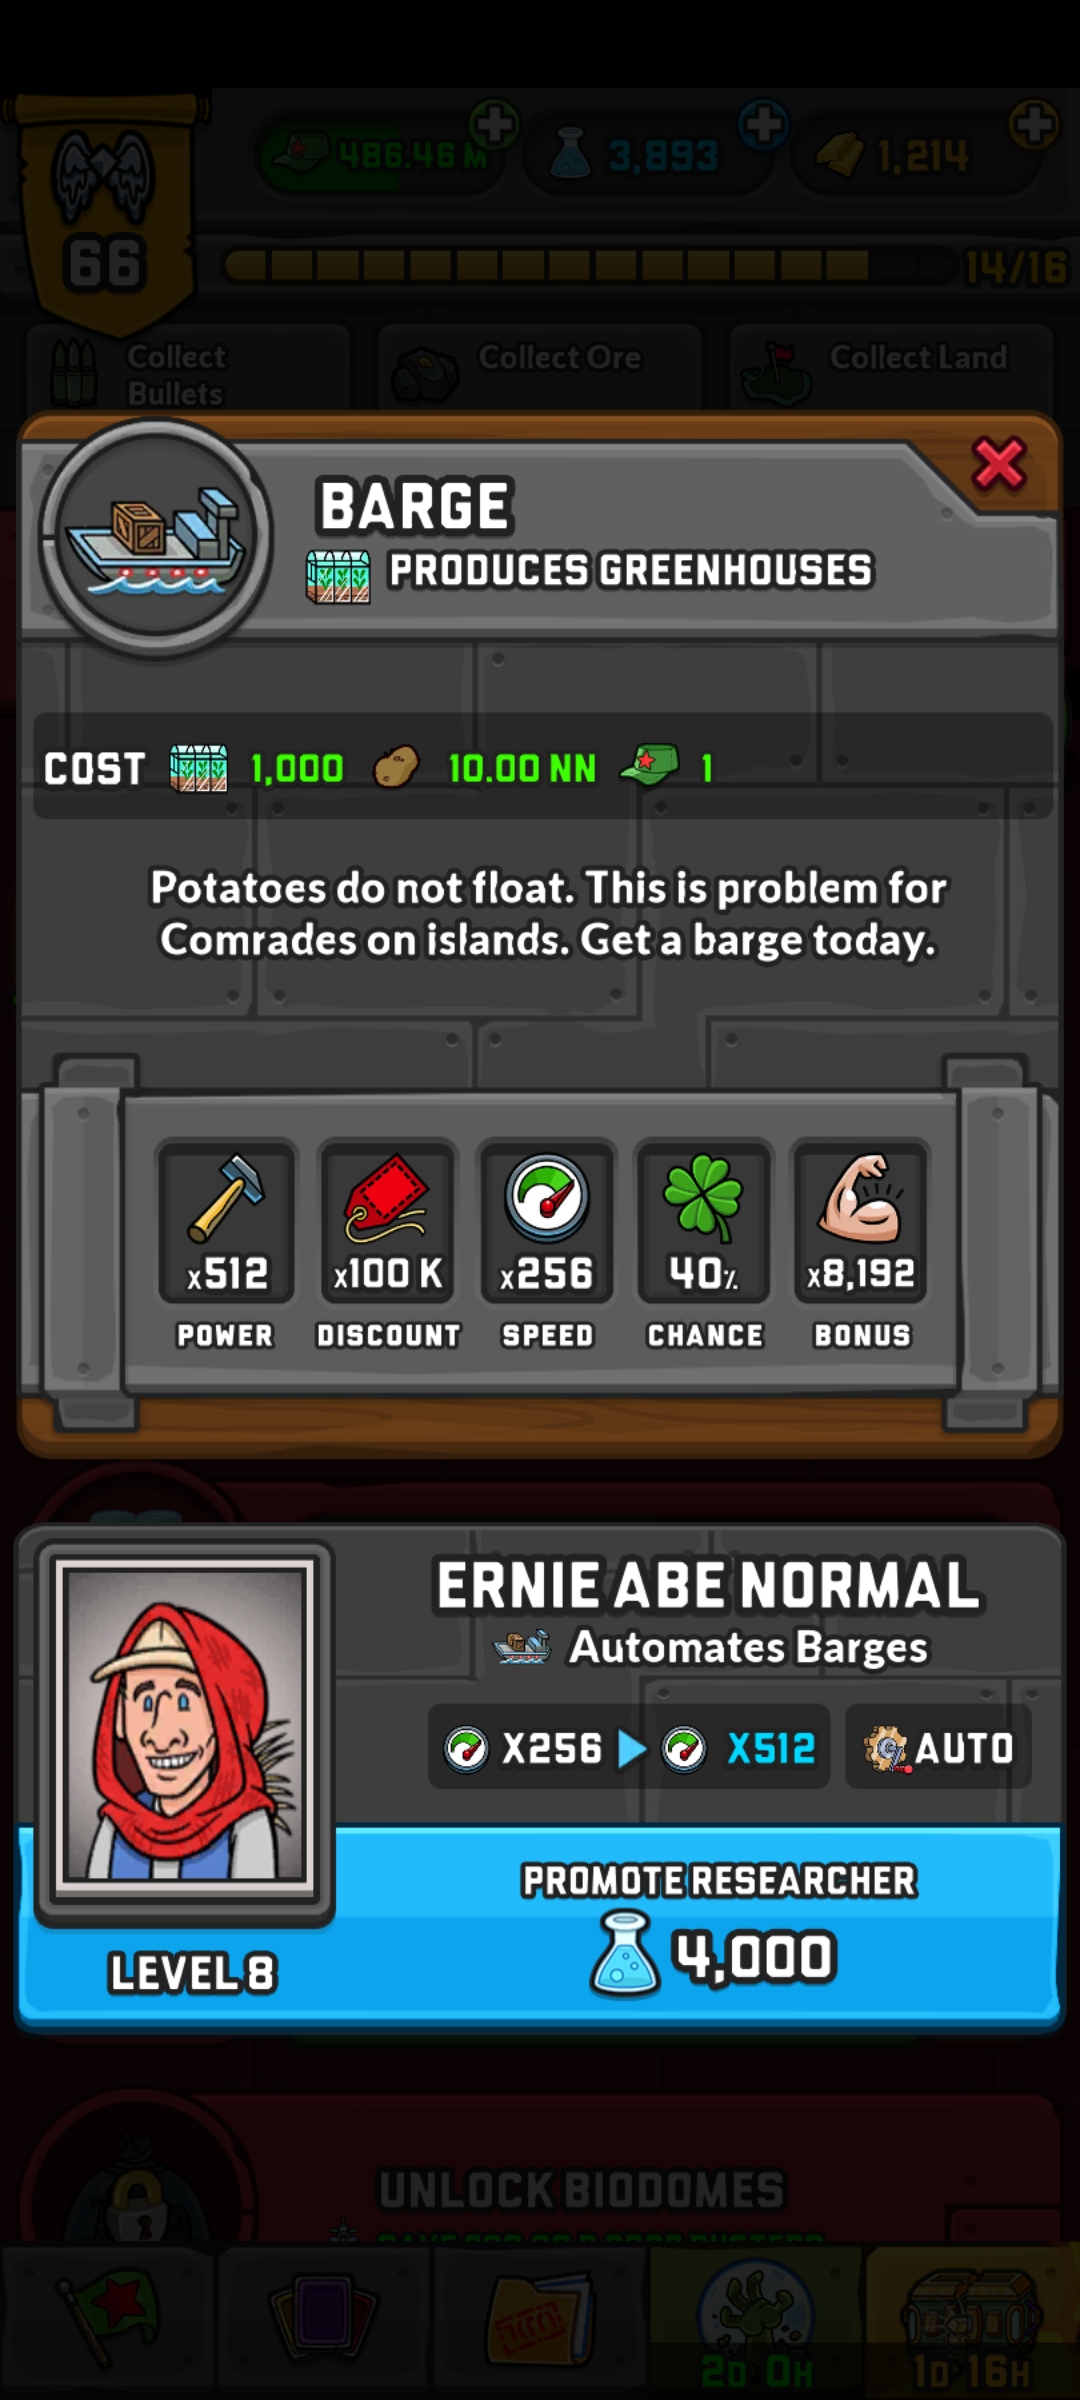 486.46 M
3,893
1,214
66
14/16
Collect
Bullets
Collect Ore
Collect Land
BARGE
PRODUCES GREENHOUSES
COST 1,000 10.00 NN 1
Potatoes do not float. This is problem for
Comrades on islands. Get a barge today.
x512
x100 K
x256
40%
x8,192
POWER
DISCOUNT
SPEED
CHANCE
BONUS
ERNIE ABE NORMAL
Automates Barges
X256 X512 AUTO
PROMOTE RESEARCHER
4,000
LEVEL 8
UNLOCK BIODOMES
2D 0H
1D 16H